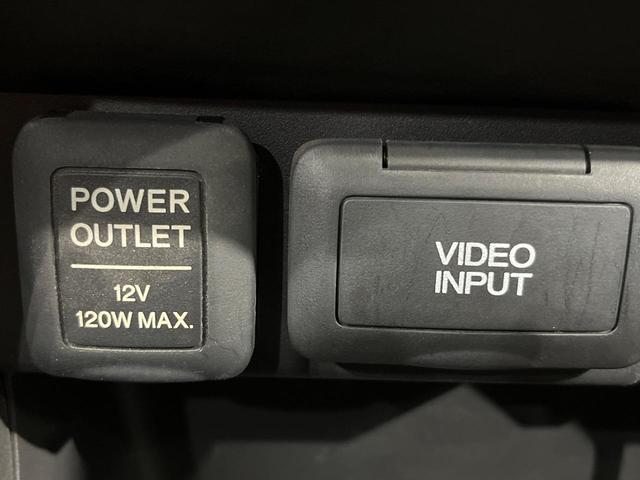 POWER
OUTLET
12V
120W MAX.
VIDEO
INPUT